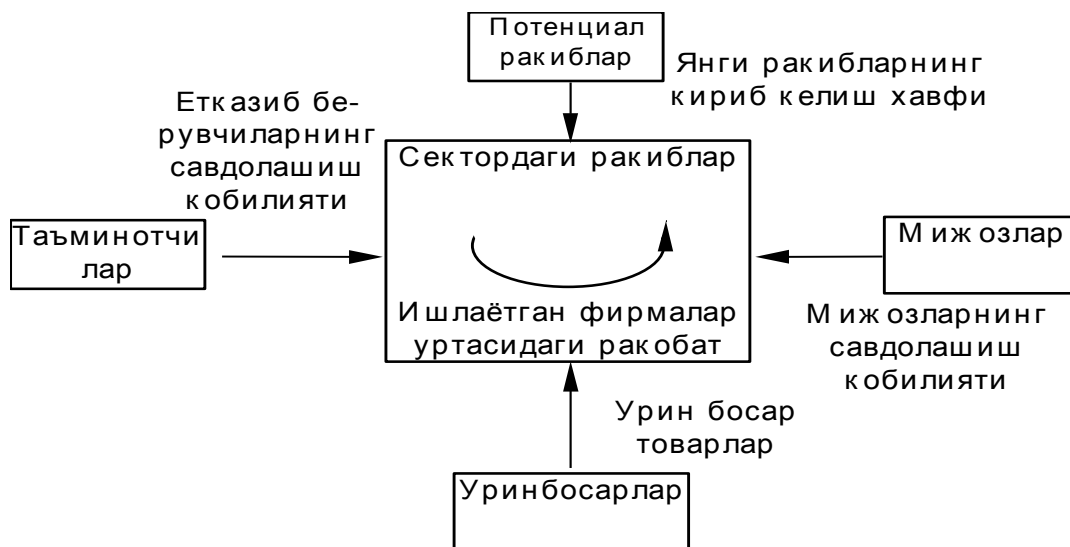 Потенциал
ракиблар
Янги ракибларнинг
кириб келиш хавфи
Етказиб бе-
рувчиларнинг
савдолашиш
кобилияти
Сектордаги ракиблар
Таъминотчи
лар
Мижозлар
Ишлаётган фирмалар
уртасидаги ракобат
Мижозларнинг
савдолашиш
кобилияти
Урин босар
товарлар
Уринбосарлар